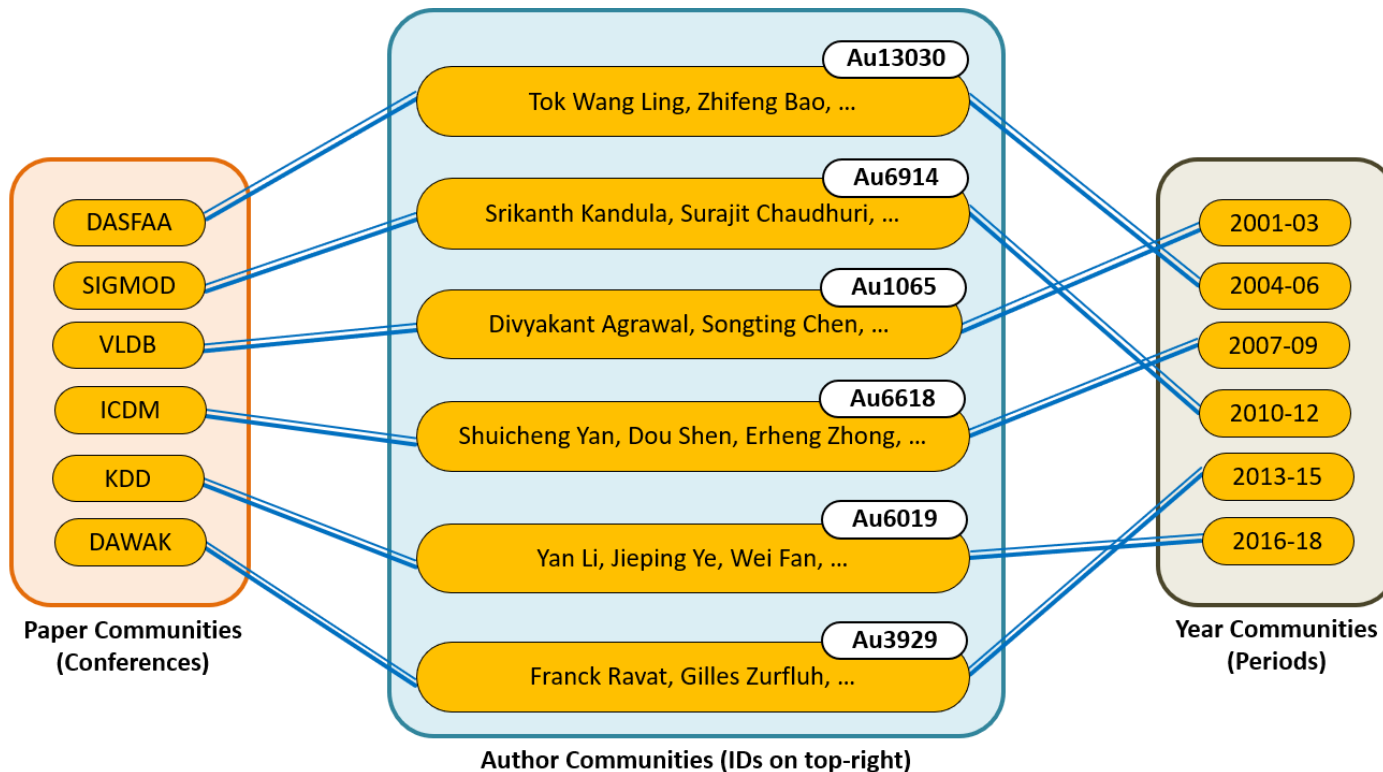 DASFAA
SIGMOD
VLDB
ICDM
KDD
DAWAK
Paper Communities
(Conferences)
Au13030
Tok Wang Ling, Zhifeng Bao, ...
Au6914
Srikanth Kandula, Surajit Chaudhuri, ...
Au1065
Divyakant Agrawal, Songting Chen, ...
Au6618
Shuicheng Yan, Dou Shen, Erheng Zhong, ...
Au6019
Yan Li, Jieping Ye, Wei Fan, ...
Au3929
Franck Ravat, Gilles Zurfluh, ...
Author Communities (IDs on top-right)
2001-03
2004-06
2007-09
2010-12
2013-15
2016-18
Year Communities
(Periods)